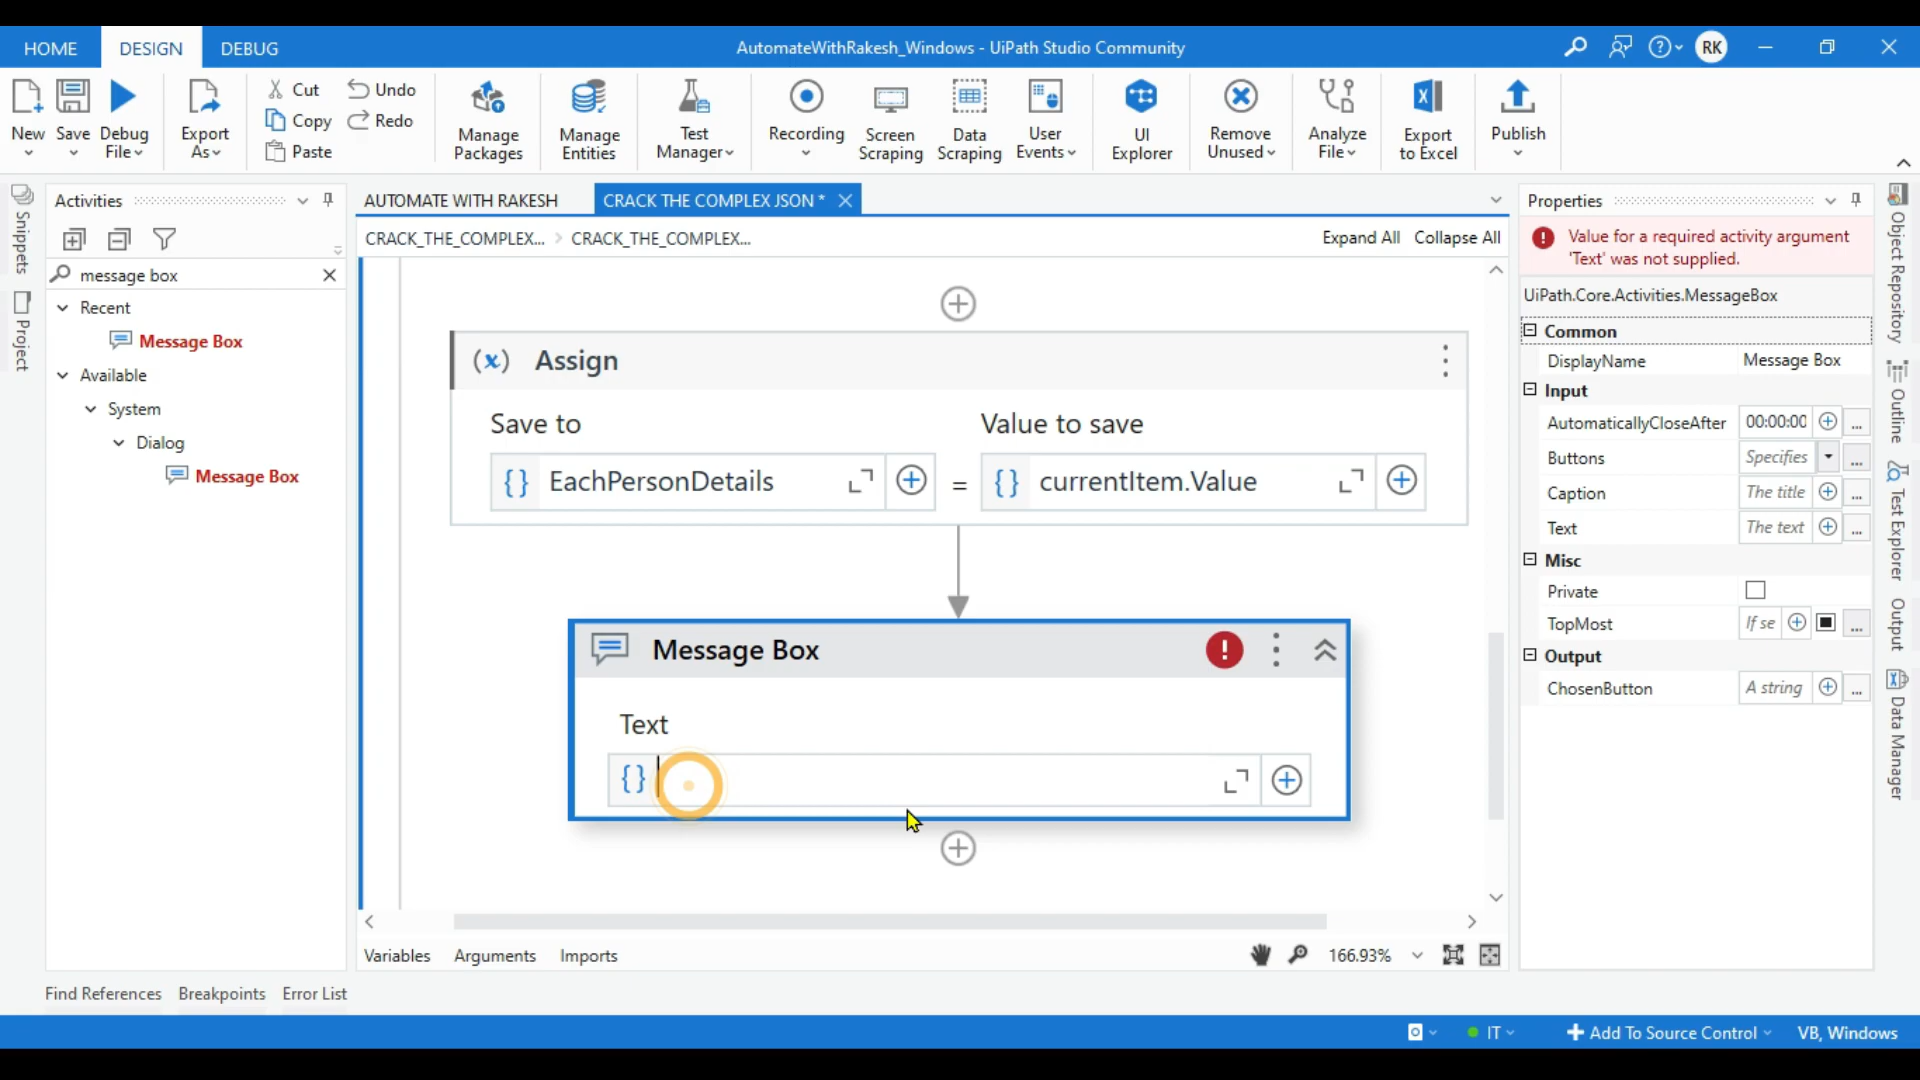 HOME
DESIGN
DEBUG
AutomateWithRakesh_Windows - UiPath Studio Community
RK
New
Save
Debug
File
Export
As
Cut
Copy
Paste
Undo
Redo
Manage
Packages
Manage
Entities
Test
Manager
Recording
Screen
Scraping
Data
Scraping
User
Events
UI
Explorer
Remove
Unused
Analyze
File
Export
to Excel
Publish
Snippets
Project
Activities
message box
Recent
Message Box
Available
System
Dialog
Message Box
AUTOMATE WITH RAKESH
CRACK THE COMPLEX JSON *
CRACK_THE_COMPLEX...
CRACK_THE_COMPLEX...
Expand All
Collapse All
(x) Assign
Save to
Value to save
{} EachPersonDetails
=
{} currentItem.Value
Message Box
!
Text
{}
Variables
Arguments
Imports
166.93%
Properties
! Value for a required activity argument
'Text' was not supplied.
UiPath.Core.Activities.MessageBox
Common
DisplayName
Message Box
Input
AutomaticallyCloseAfter
00:00:00
...
Buttons
Specifies
...
Caption
The title
...
Text
The text
...
Misc
Private
TopMost
If se
...
Output
ChosenButton
A string
...
Object Repository
Outline
Test Explorer
Output
Data Manager
Find References
Breakpoints
Error List
IT
Add To Source Control
VB, Windows